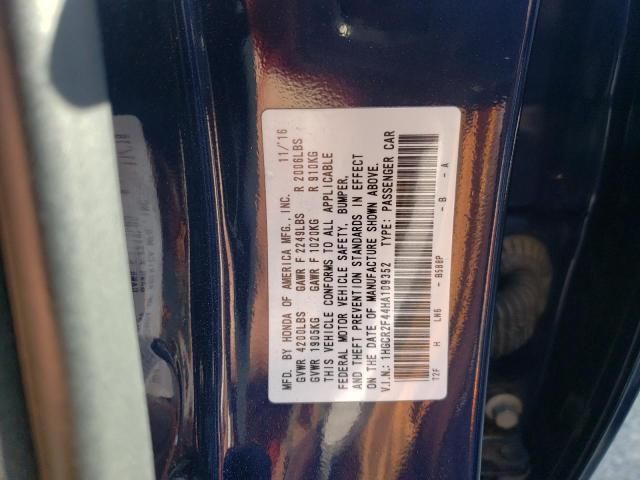 MFD. BY HONDA OF AMERICA MFG., INC. 11/'16
GVWR 4200LBS GAWR F 2249LBS R 2006LBS
GVWR 1905KG GAWR F 1020KG R 910KG
THIS VEHICLE CONFORMS TO ALL APPLICABLE
FEDERAL MOTOR VEHICLE SAFETY, BUMPER,
AND THEFT PREVENTION STANDARDS IN EFFECT
ON THE DATE OF MANUFACTURE SHOWN ABOVE.
V.I.N.: 1HGCR2F44HA109352 TYPE: PASSENGER CAR
T2F H LW6 - B588P - B - A